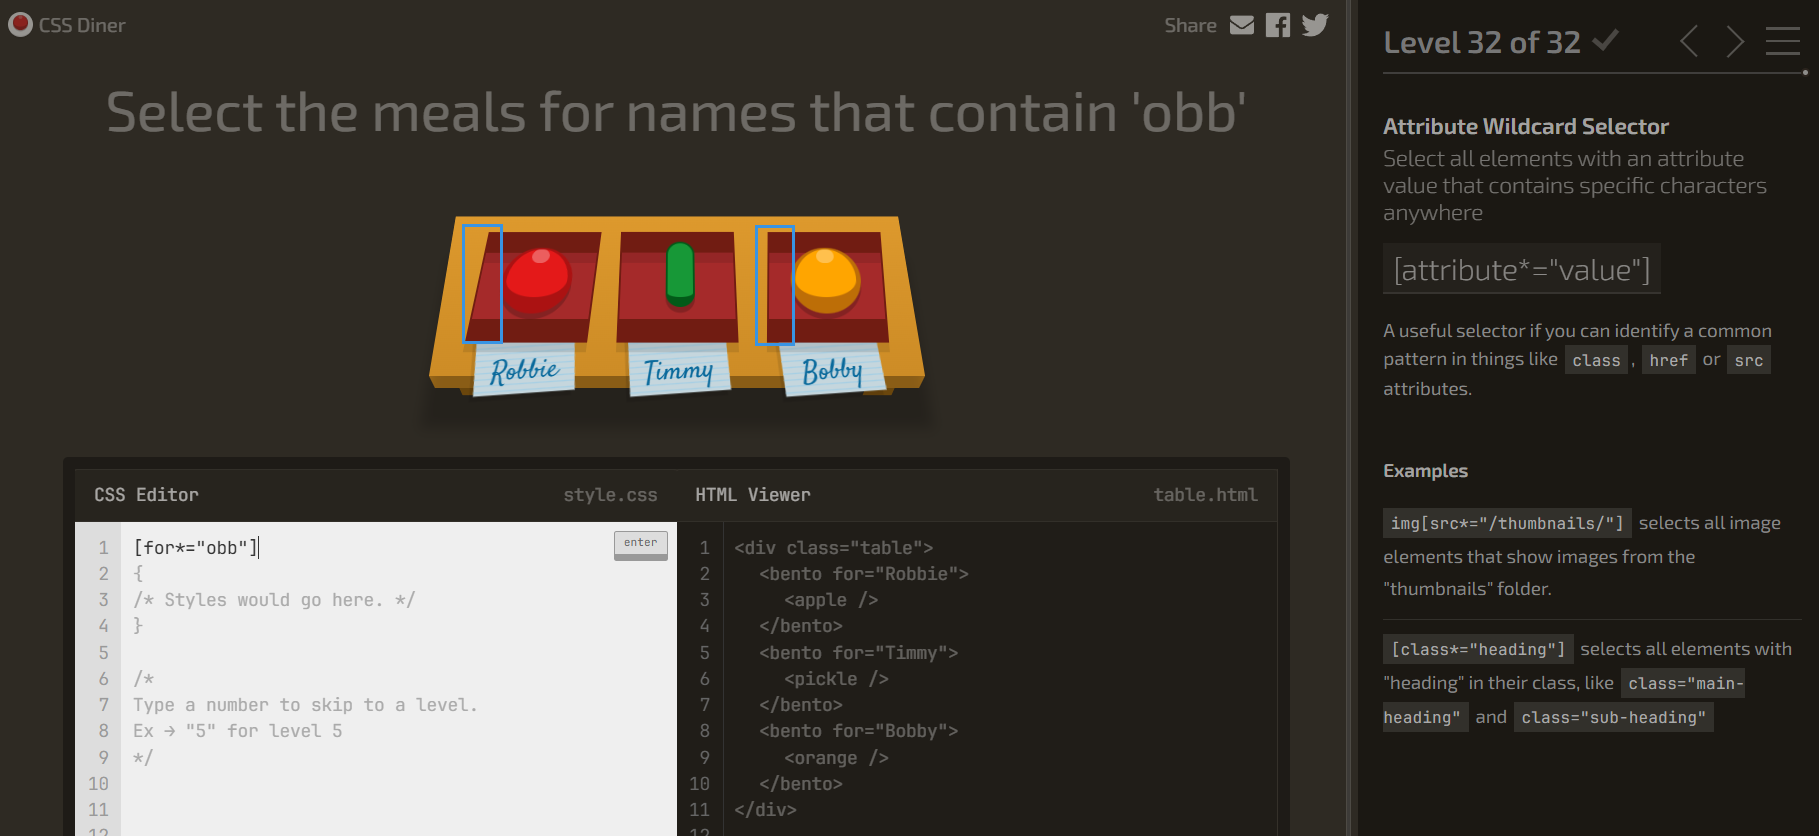 CSS Diner
Share
Select the meals for names that contain 'obb'
Robbie
Timmy
Bobby
CSS Editor
style.css
1 [for*="obb"]
enter
2 {
3 /* Styles would go here. */
4 }
5
6 /*
7 Type a number to skip to a level.
8 Ex → "5" for level 5
9 */
10
11
12
HTML Viewer
table.html
1 <div class="table">
2 <bento for="Robbie">
3 <apple />
4 </bento>
5 <bento for="Timmy">
6 <pickle />
7 </bento>
8 <bento for="Bobby">
9 <orange />
10 </bento>
11 </div>
12
Level 32 of 32
Attribute Wildcard Selector
Select all elements with an attribute
value that contains specific characters
anywhere
[attribute*="value"]
A useful selector if you can identify a common
pattern in things like class , href or src
attributes.
Examples
img[src*="/thumbnails/"] selects all image
elements that show images from the
"thumbnails" folder.
[class*="heading"] selects all elements with
"heading" in their class, like class="main-
heading" and class="sub-heading"